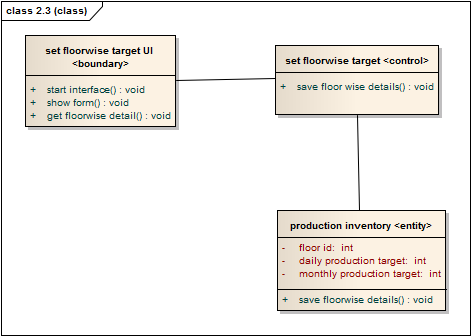 class 2.3 (class)
set floorwise target UI
<boundary>
+ start interface() : void
+ show form() : void
+ get floorwise detail() : void
set floorwise target <control>
+ save floor wise details() : void
production inventory <entity>
- floor id: int
- daily production target: int
- monthly production target: int
+ save floorwise details() : void